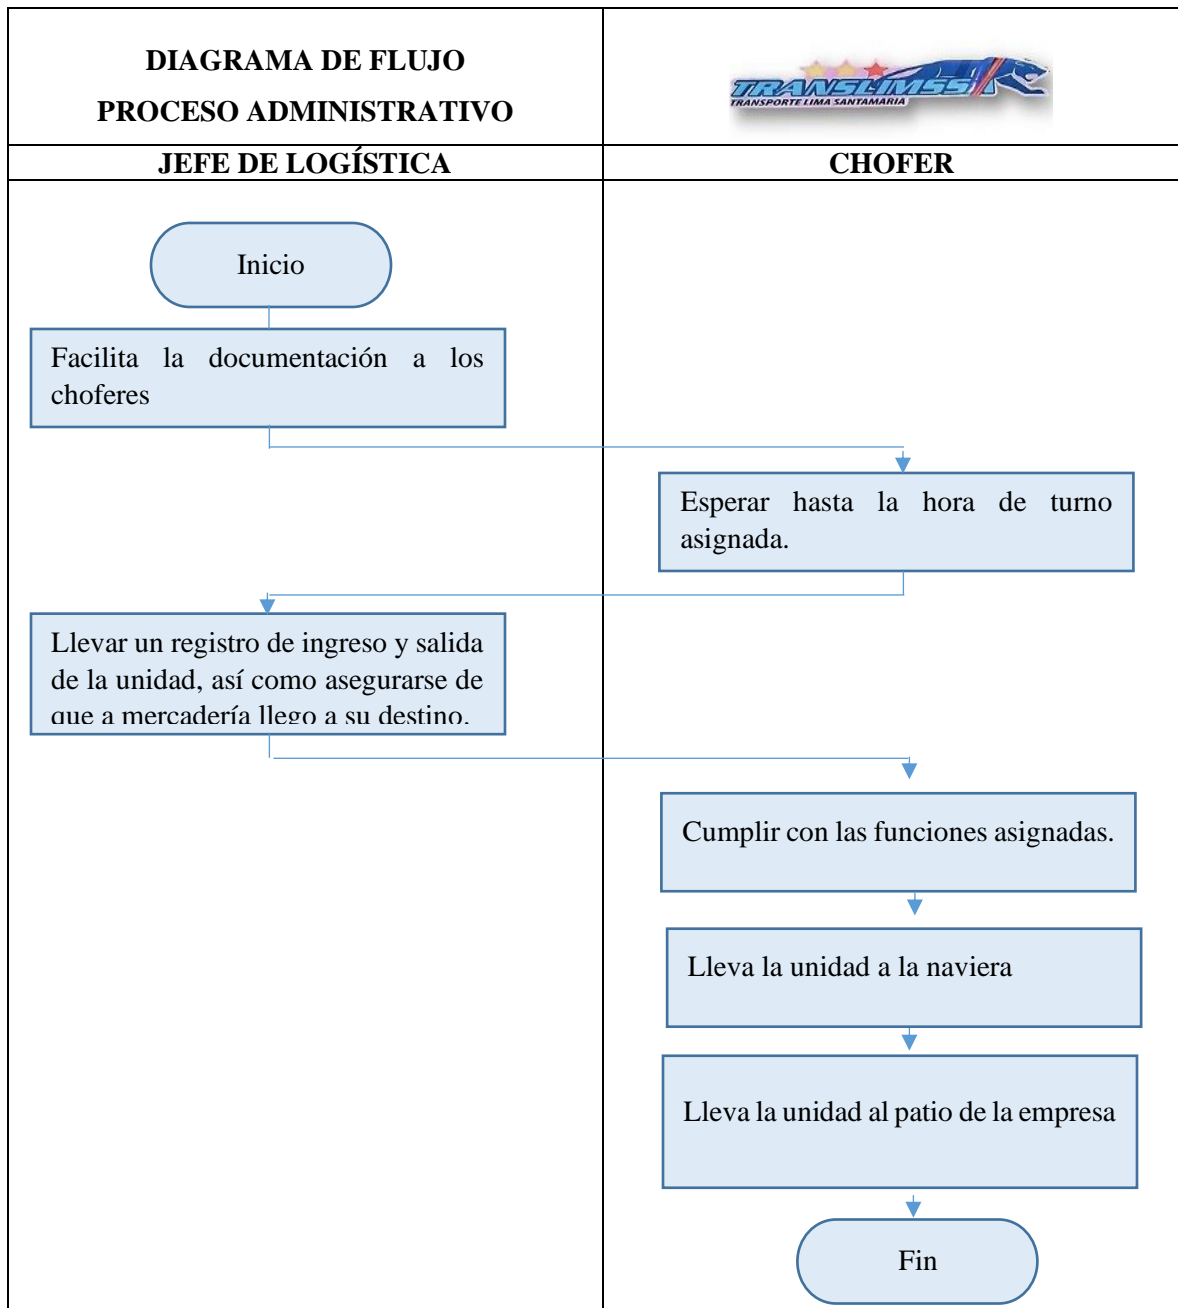 DIAGRAMA DE FLUJO
PROCESO ADMINISTRATIVO
TRANSLIMSS
TRANSPORTE LIMA SANTAMARIA
JEFE DE LOGÍSTICA
CHOFER
Inicio
Facilita la documentación a los
choferes
Esperar hasta la hora de turno
asignada.
Llevar un registro de ingreso y salida
de la unidad, así como asegurarse de
que a mercadería llego a su destino.
Cumplir con las funciones asignadas.
Lleva la unidad a la naviera
Lleva la unidad al patio de la empresa
Fin